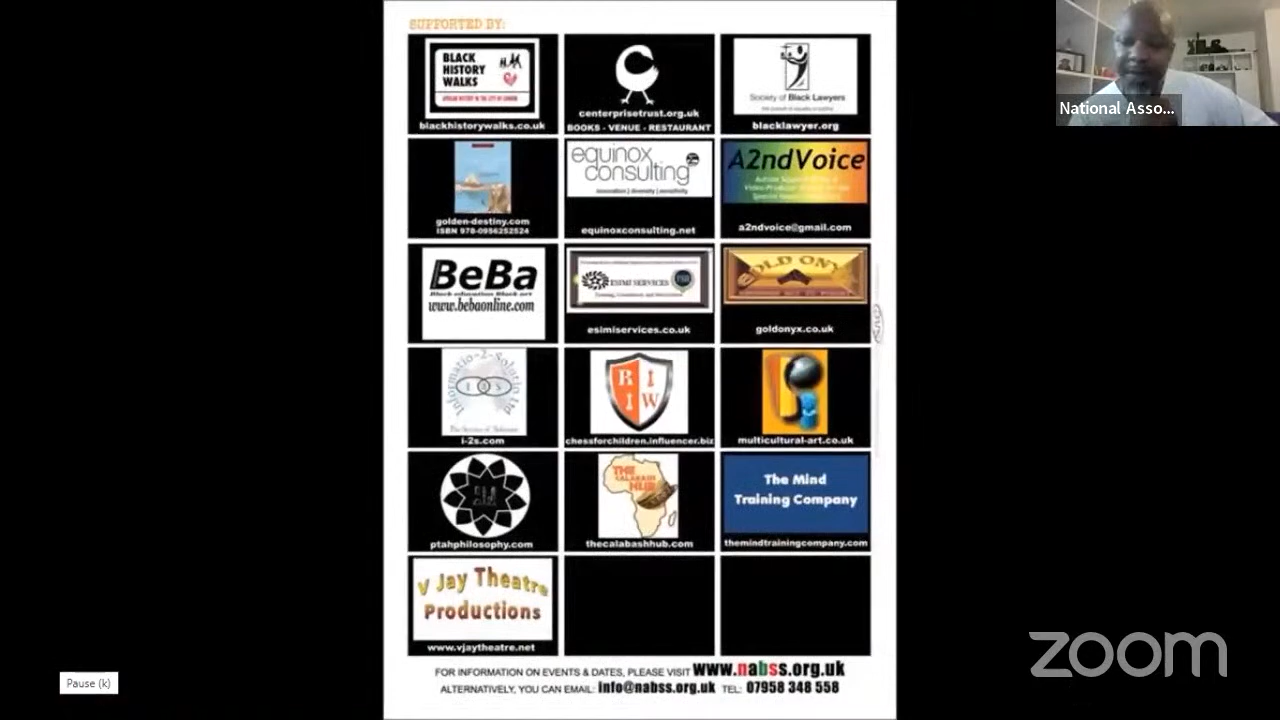 SUPPORTED BY:
BLACK
HISTORY
WALKS
blackhistorywalks.co.uk
centerprisetrust.org.uk
BOOKS - VENUE - RESTAURANT
Society of Black Lawyers
blacklawyer.org
golden-destiny.com
ISBN 978-0956252524
equinox
consulting
innovation | diversity | sensitivity
equinoxconsulting.net
A2ndVoice
a2ndvoice@gmail.com
BeBa
Black education Black art
www.bebaonline.com
ESIMI SERVICES
esimiservices.co.uk
GOLD ONYX
goldonyx.co.uk
i-2s.com
R I
I W
chessforchildren.influencer.biz
multicultural-art.co.uk
ptahphilosophy.com
THE
CALABASH
HUB
thecalabashhub.com
The Mind
Training Company
themindtrainingcompany.com
V Jay Theatre
Productions
www.vjaytheatre.net
FOR INFORMATION ON EVENTS & DATES, PLEASE VISIT www.nabss.org.uk
ALTERNATIVELY, YOU CAN EMAIL: info@nabss.org.uk TEL: 07958 348 558
National Asso...
Pause (k)
zoom